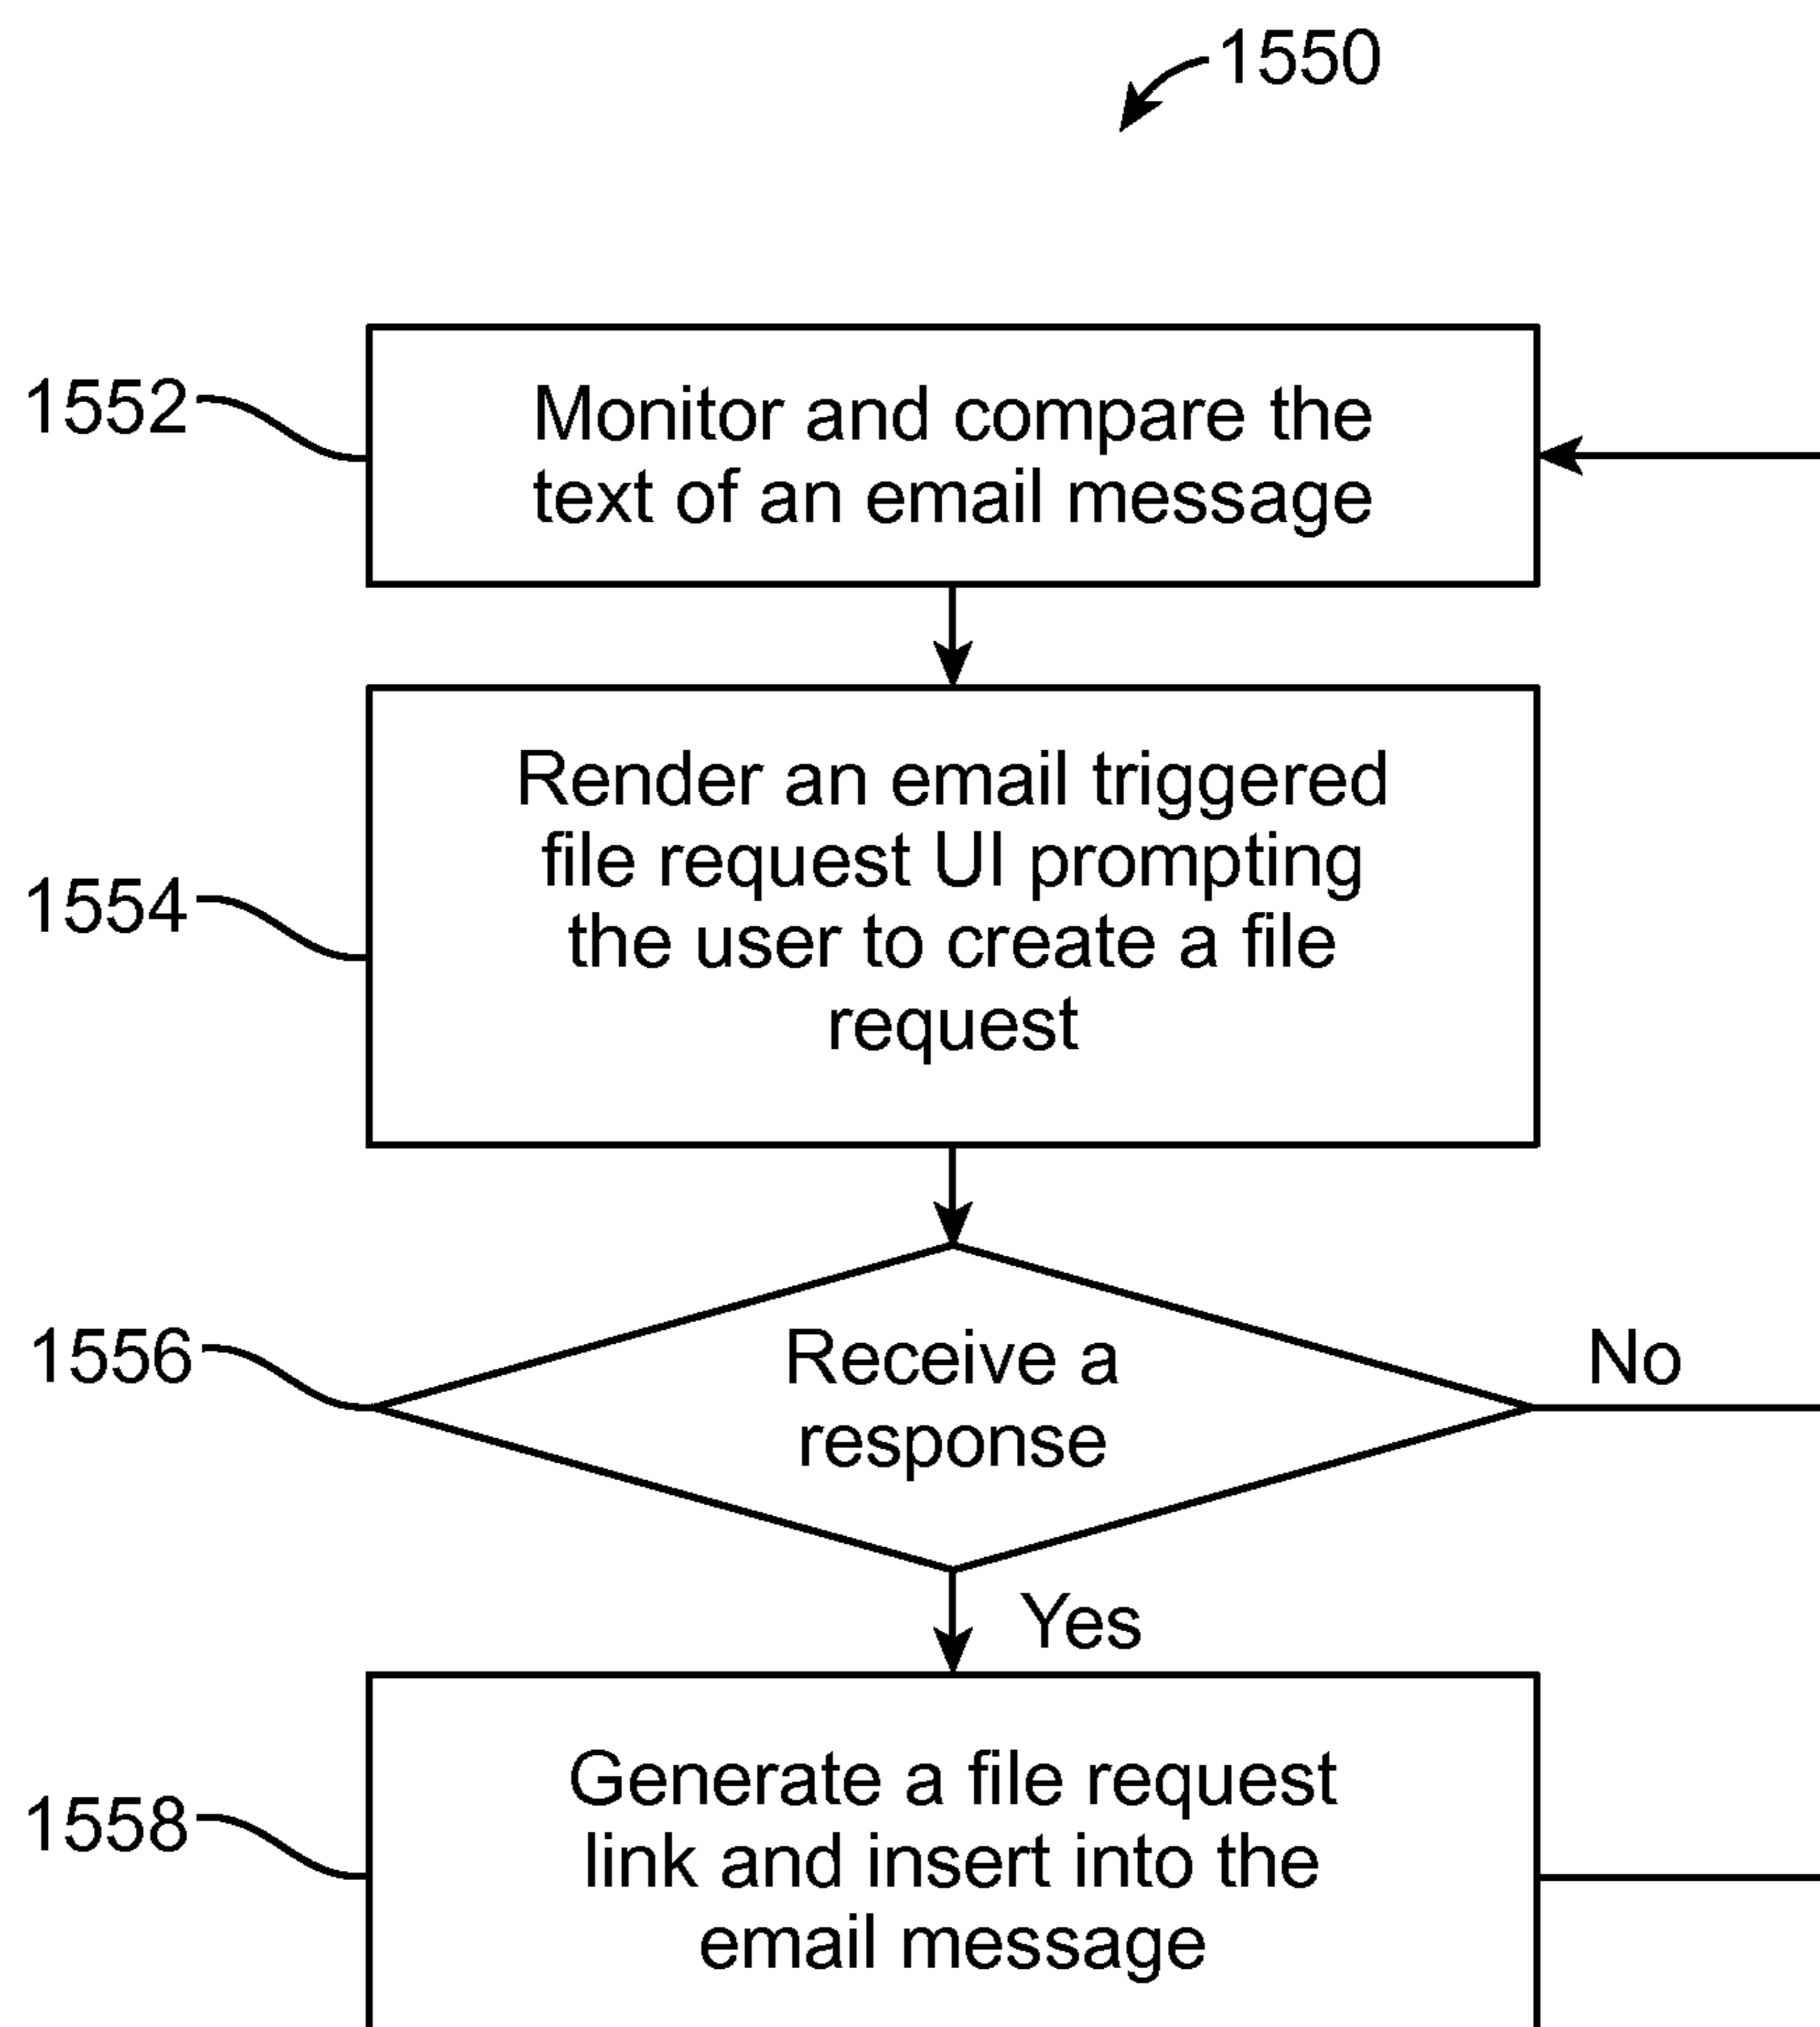 1550
1552
Monitor and compare the
text of an email message
1554
Render an email triggered
file request UI prompting
the user to create a file
request
1556
Receive a
response
No
Yes
1558
Generate a file request
link and insert into the
email message